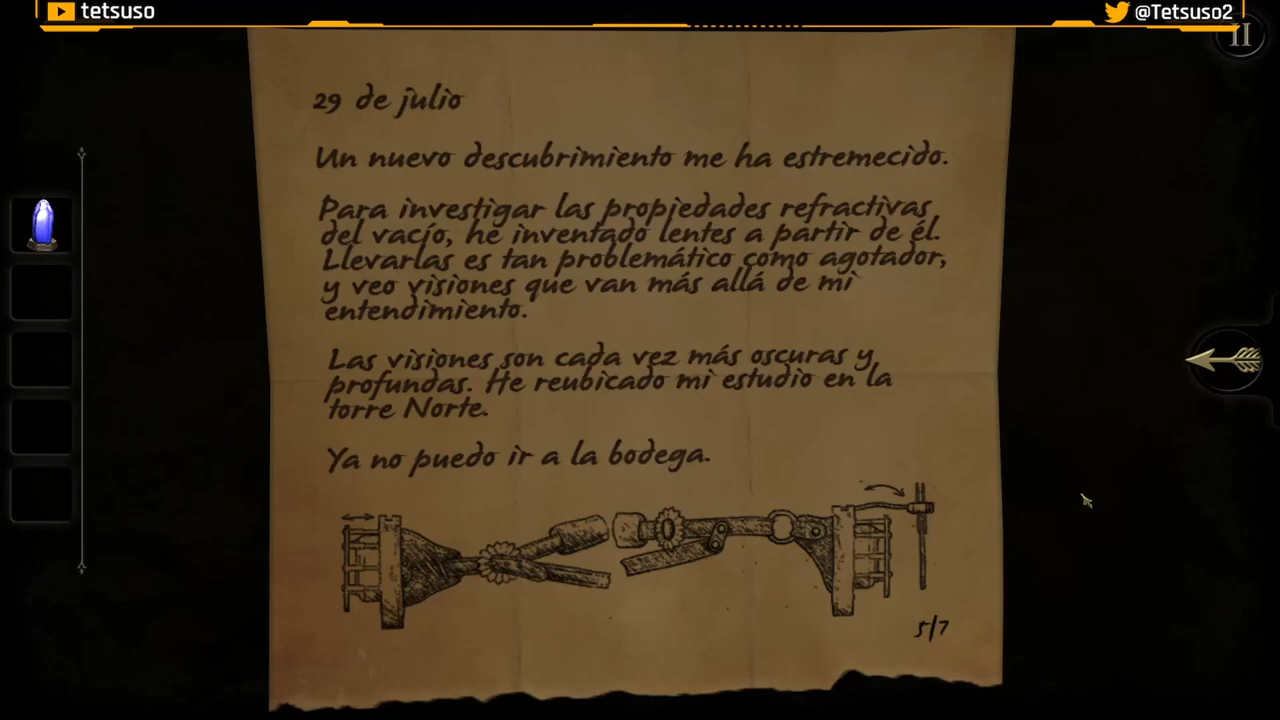 tetsuso
@Tetsuso2
29 de julio
Un nuevo descubrimiento me ha estremecido.
Para investigar las propiedades refractivas
del vacío, he inventado lentes a partir de él.
Llevarlas es tan problemático como agotador,
y veo visiones que van más allá de mi
entendimiento.
Las visiones son cada vez más oscuras y
profundas. He reubicado mi estudio en la
torre Norte.
Ya no puedo ir a la bodega.
5/7